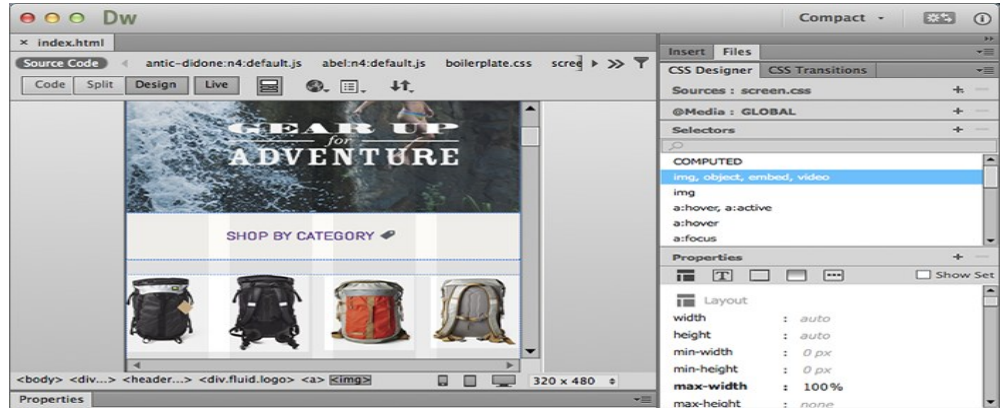 Dw
Compact
× index.html
Source Code antic-didone:n4:default.js abel:n4:default.js boilerplate.css scree
Code Split Design Live
GEAR UP
for
ADVENTURE
SHOP BY CATEGORY
<body> <div...> <header...> <div.fluid.logo> <a> <img>
320 x 480
Properties
Insert Files
CSS Designer CSS Transitions
Sources : screen.css
@Media : GLOBAL
Selectors
COMPUTED
img, object, embed, video
img
a:hover, a:active
a:hover
a:focus
Properties
T
Show Set
Layout
width : auto
height : auto
min-width : 0 px
min-height : 0 px
max-width : 100%
max-height : none